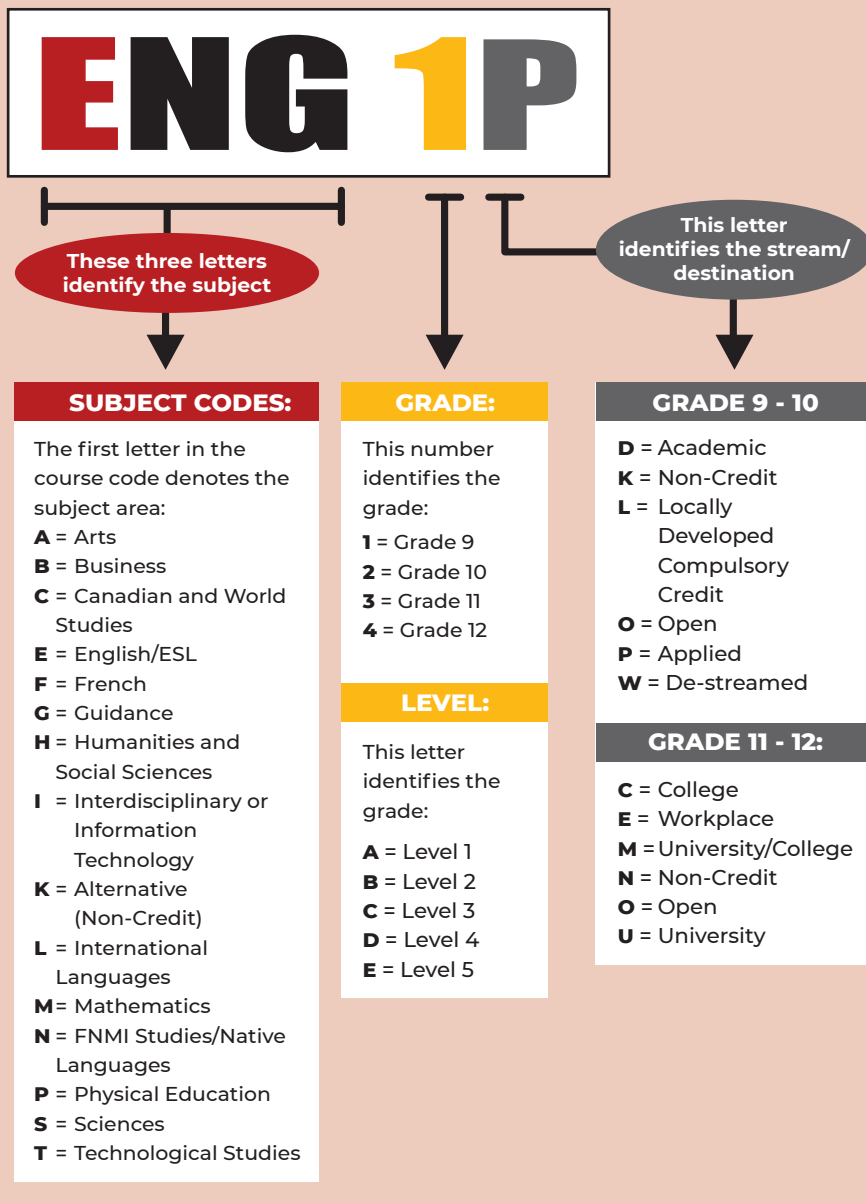 ENG 1P
These three letters
identify the subject
This letter
identifies the stream/
destination
SUBJECT CODES:
The first letter in the
course code denotes the
subject area:
A = Arts
B = Business
C = Canadian and World
Studies
E = English/ESL
F = French
G = Guidance
H = Humanities and
Social Sciences
I = Interdisciplinary or
Information
Technology
K = Alternative
(Non-Credit)
L = International
Languages
M = Mathematics
N = FNMI Studies/Native
Languages
P = Physical Education
S = Sciences
T = Technological Studies
GRADE:
This number
identifies the
grade:
1 = Grade 9
2 = Grade 10
3 = Grade 11
4 = Grade 12
LEVEL:
This letter
identifies the
grade:
A = Level 1
B = Level 2
C = Level 3
D = Level 4
E = Level 5
GRADE 9 - 10
D = Academic
K = Non-Credit
L = Locally
Developed
Compulsory
Credit
O = Open
P = Applied
W = De-streamed
GRADE 11 - 12:
C = College
E = Workplace
M = University/College
N = Non-Credit
O = Open
U = University